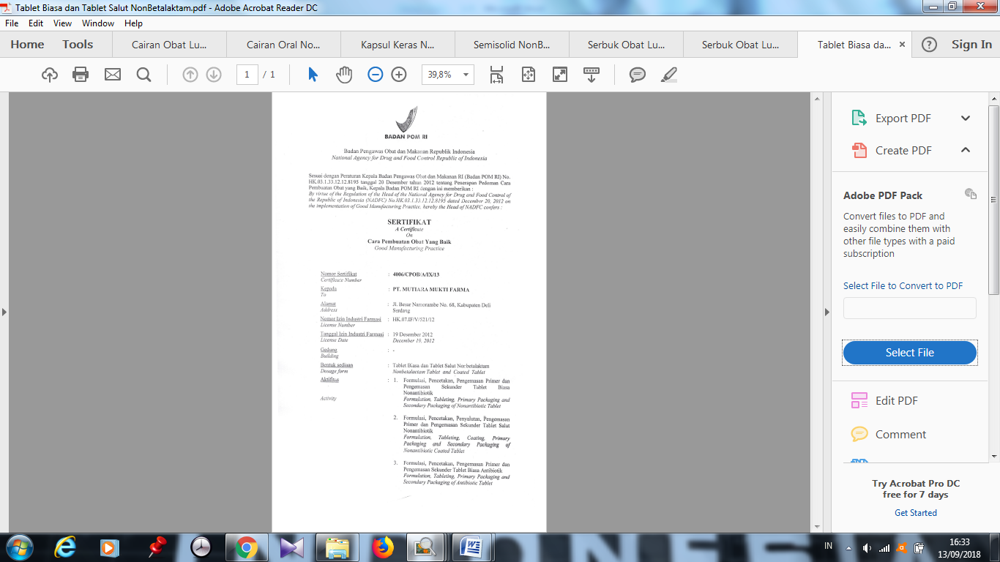 Tablet Biasa dan Tablet Salut NonBetalaktam.pdf - Adobe Acrobat Reader DC
File Edit View Window Help
Home Tools Cairan Obat Lu... Cairan Oral No... Kapsul Keras N... Semisolid NonB... Serbuk Obat Lu... Serbuk Obat Lu... Tablet Biasa da... Sign In
1 / 1 39,8%
BADAN POM RI
Badan Pengawas Obat dan Makanan Republik Indonesia
National Agency for Drug and Food Control Republic of Indonesia
Sesuai dengan Peraturan Kepala Badan Pengawas Obat dan Makanan RI (Badan POM RI) No.
HK.03.1.33.12.12.8195 tanggal 20 Desember tahun 2012 tentang Penerapan Pedoman Cara
Pembuatan Obat yang Baik, Kepala Badan POM RI dengan ini memberikan :
By virtue of the Regulation of the Head of the National Agency for Drug and Food Control of
the Republic of Indonesia (NADFC) No.HK.03.1.33.12.12.8195 dated December 20, 2012 on
the implementation of Good Manufacturing Practice, hereby the Head of NADFC confers :
SERTIFIKAT
A Certificate
On
Cara Pembuatan Obat Yang Baik
Good Manufacturing Practice
Nomor Sertifikat : 4006/CPOB/A/IX/13
Certificate Number
Kepada : PT. MUTIARA MUKTI FARMA
To
Alamat : Jl. Besar Namorambe No. 68, Kabupaten Deli
Address Serdang
Nomor Izin Industri Farmasi : HK.07.IF/V/521/12
License Number
Tanggal Izin Industri Farmasi : 19 Desember 2012
License Date December 19, 2012
Gedung : -
Building
Bentuk sediaan : Tablet Biasa dan Tablet Salut Nonbetalaktam
Dosage form Nonbetalactam Tablet and Coated Tablet
Aktifitas : 1. Formulasi, Pencetakan, Pengemasan Primer dan
Pengemasan Sekunder Tablet Biasa
Nonantibiotik
Activity Formulation, Tableting, Primary Packaging and
Secondary Packaging of Nonantibiotic Tablet
2. Formulasi, Pencetakan, Penyalutan, Pengemasan
Primer dan Pengemasan Sekunder Tablet Salut
Nonantibiotik
Formulation, Tableting, Coating, Primary
Packaging and Secondary Packaging of
Nonantibiotic Coated Tablet
3. Formulasi, Pencetakan, Pengemasan Primer dan
Pengemasan Sekunder Tablet Biasa Antibiotik
Formulation, Tableting, Primary Packaging and
Secondary Packaging of Antibiotic Tablet
Export PDF
Create PDF
Adobe PDF Pack
Convert files to PDF and
easily combine them with
other file types with a paid
subscription
Select File to Convert to PDF
Select File
Edit PDF
Comment
Try Acrobat Pro DC
free for 7 days
Get Started
IN
16:33
13/09/2018